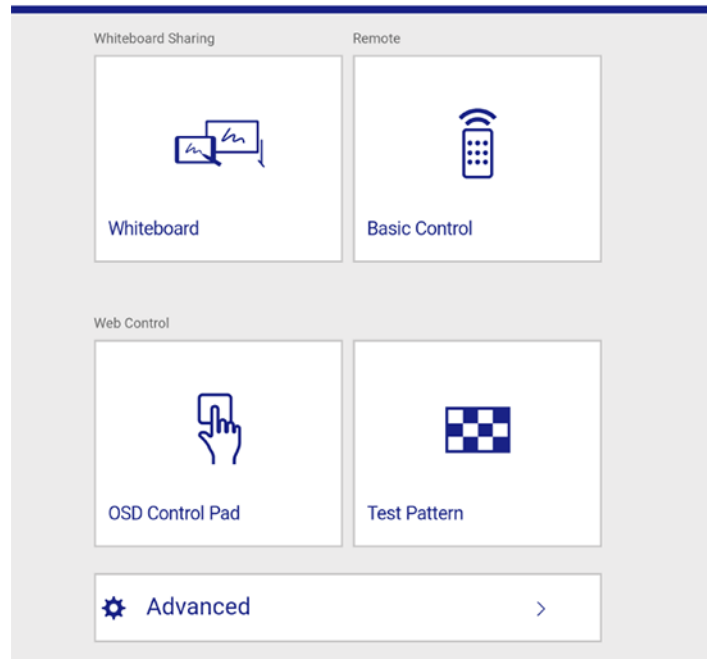 Whiteboard Sharing
Remote
Whiteboard
Basic Control
Web Control
OSD Control Pad
Test Pattern
Advanced